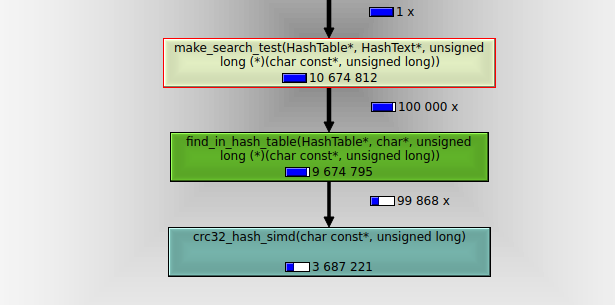 1 x
make_search_test(HashTable*, HashText*, unsigned
long (*)(char const*, unsigned long))
10 674 812
100 000 x
find_in_hash_table(HashTable*, char*, unsigned
long (*)(char const*, unsigned long))
9 674 795
99 868 x
crc32_hash_simd(char const*, unsigned long)
3 687 221